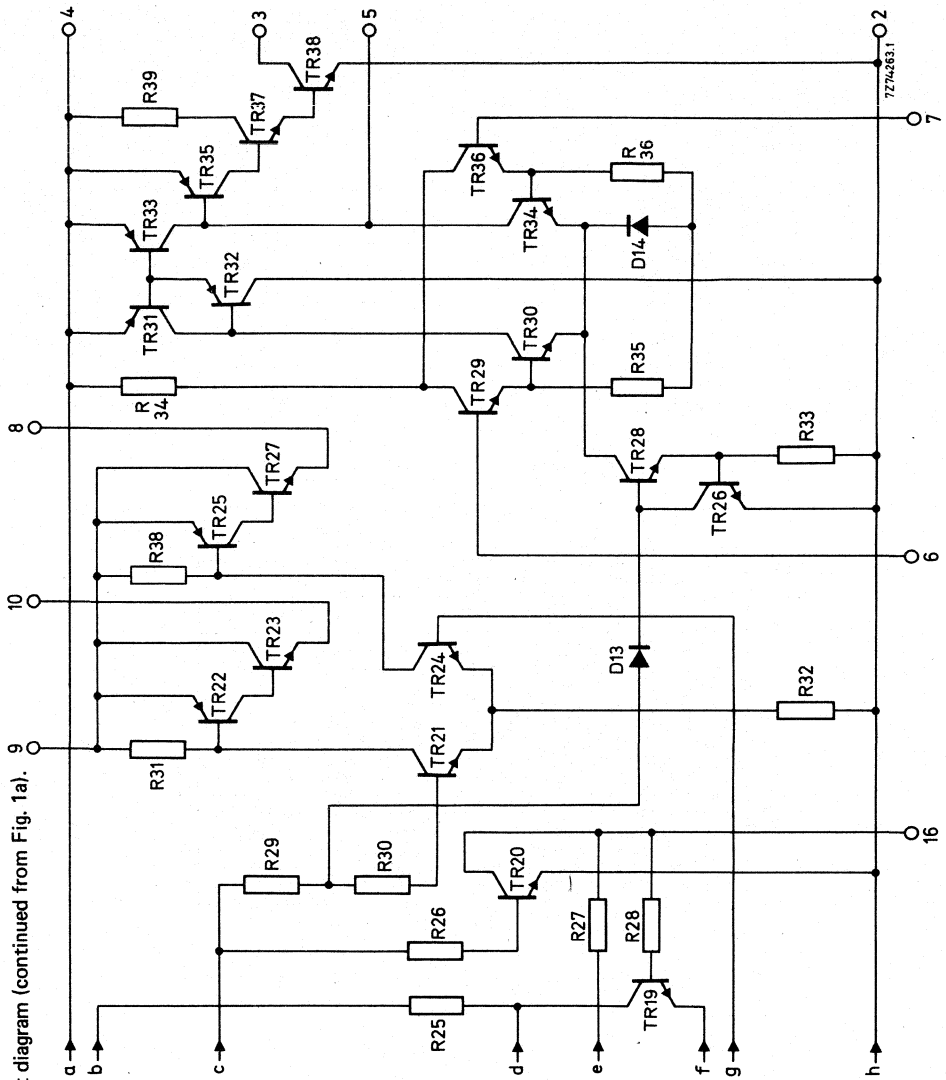 : diagram (continued from Fig. 1a).
4
3
5
2
7Z74263.1
7
6
16
8
10
9
a
b
c
d
e
f
g
h
R39
TR38
TR37
TR35
TR33
TR32
TR31
R
34
TR36
R
36
TR34
D14
TR30
R35
TR29
TR28
R33
TR26
TR27
TR25
R38
TR23
TR22
R31
TR24
TR21
D13
R32
R29
R30
R26
TR20
R27
R28
R25
TR19